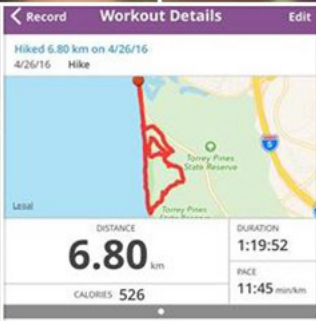 Record Workout Details Edit
Hiked 6.80 km on 4/26/16
4/26/16 Hike
5
Torrey Pines
State Reserve
Torrey Pines
Legal
DISTANCE
6.80 km
CALORIES 526
DURATION
1:19:52
PACE
11:45 min/km